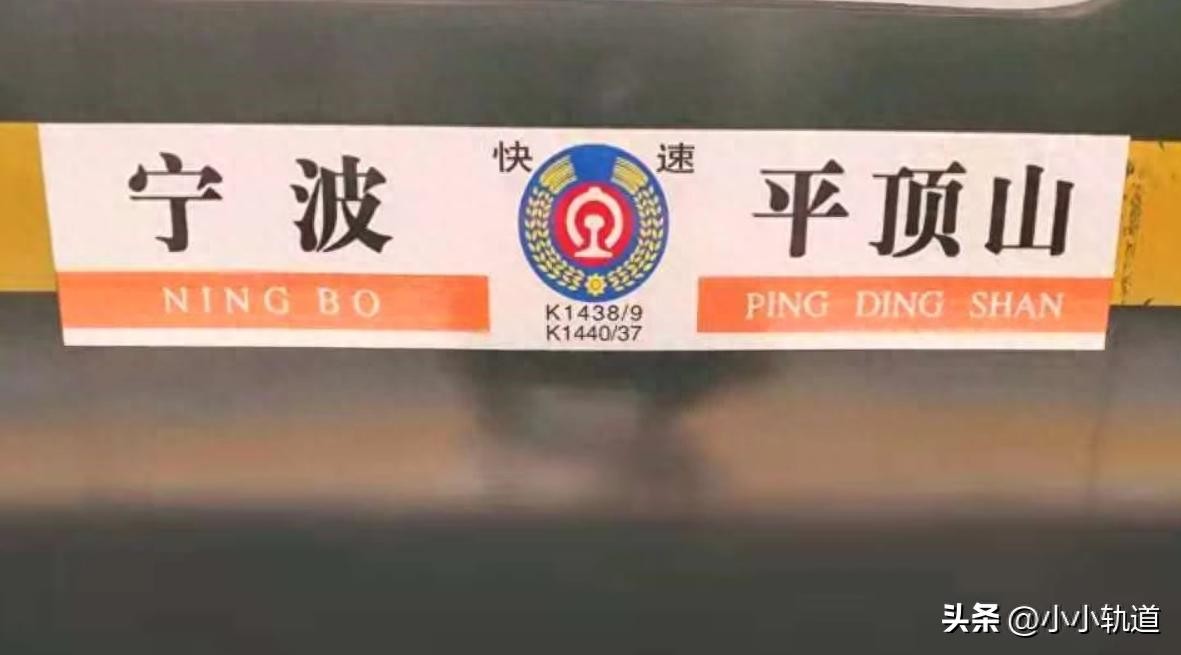 宁波
快速
平顶山
NING BO
K1438/9
K1440/37
PING DING SHAN
头条 @小小轨道